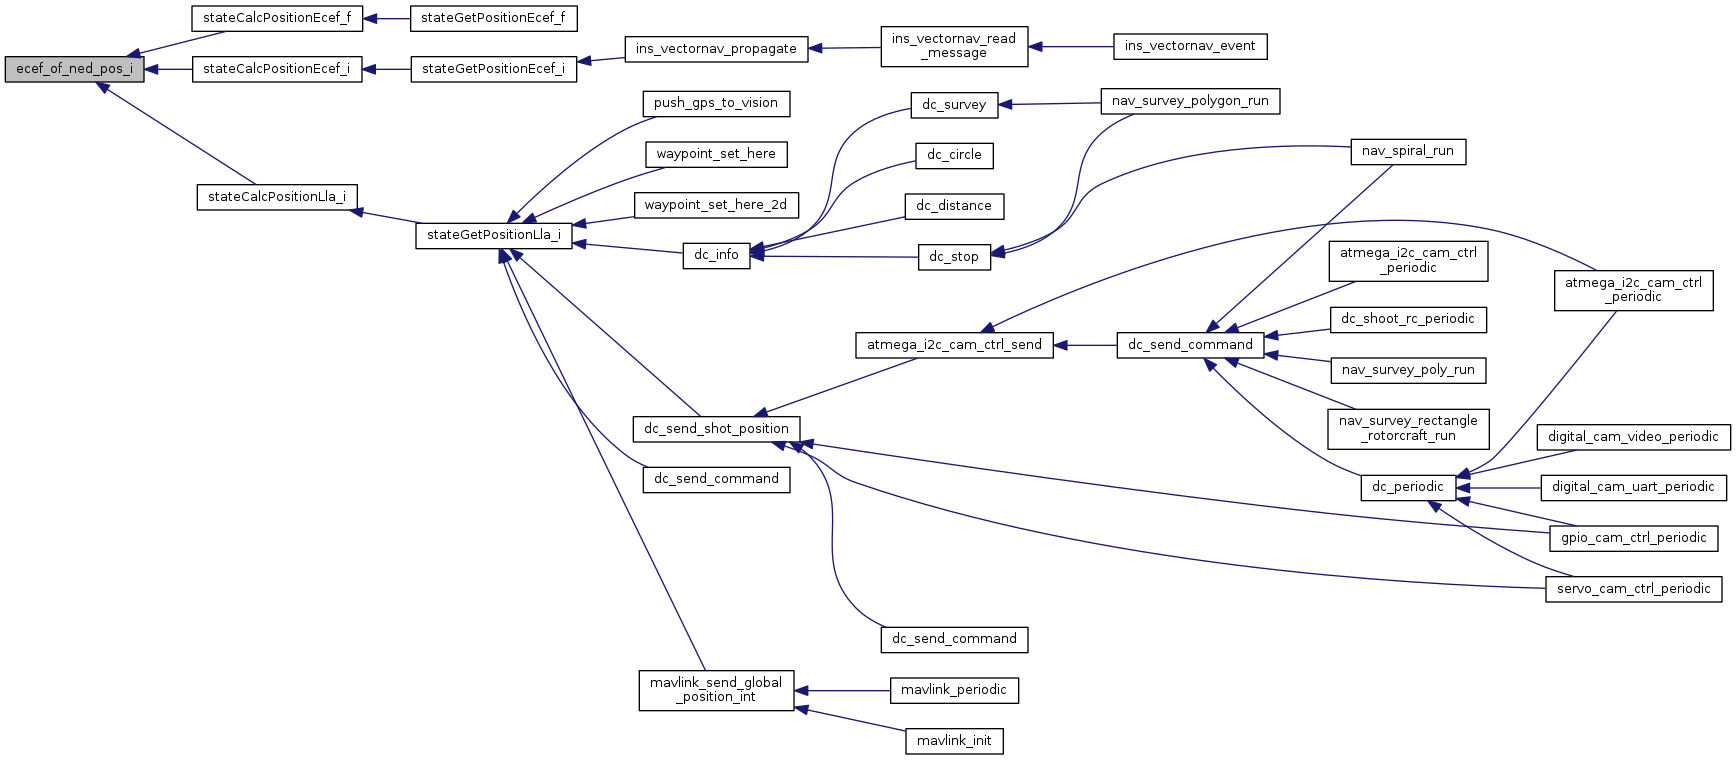 stateCalcPositionEcef_f
stateGetPositionEcef_f
ecef_of_ned_pos_i
stateCalcPositionEcef_i
stateGetPositionEcef_i
ins_vectornav_propagate
ins_vectornav_read
_message
ins_vectornav_event
push_gps_to_vision
dc_survey
nav_survey_polygon_run
waypoint_set_here
dc_circle
nav_spiral_run
stateCalcPositionLla_i
waypoint_set_here_2d
dc_distance
stateGetPositionLla_i
dc_info
dc_stop
atmega_i2c_cam_ctrl
_periodic
atmega_i2c_cam_ctrl
_periodic
dc_shoot_rc_periodic
atmega_i2c_cam_ctrl_send
dc_send_command
nav_survey_poly_run
dc_send_shot_position
nav_survey_rectangle
_rotorcraft_run
digital_cam_video_periodic
dc_send_command
dc_periodic
digital_cam_uart_periodic
gpio_cam_ctrl_periodic
servo_cam_ctrl_periodic
dc_send_command
mavlink_send_global
_position_int
mavlink_periodic
mavlink_init